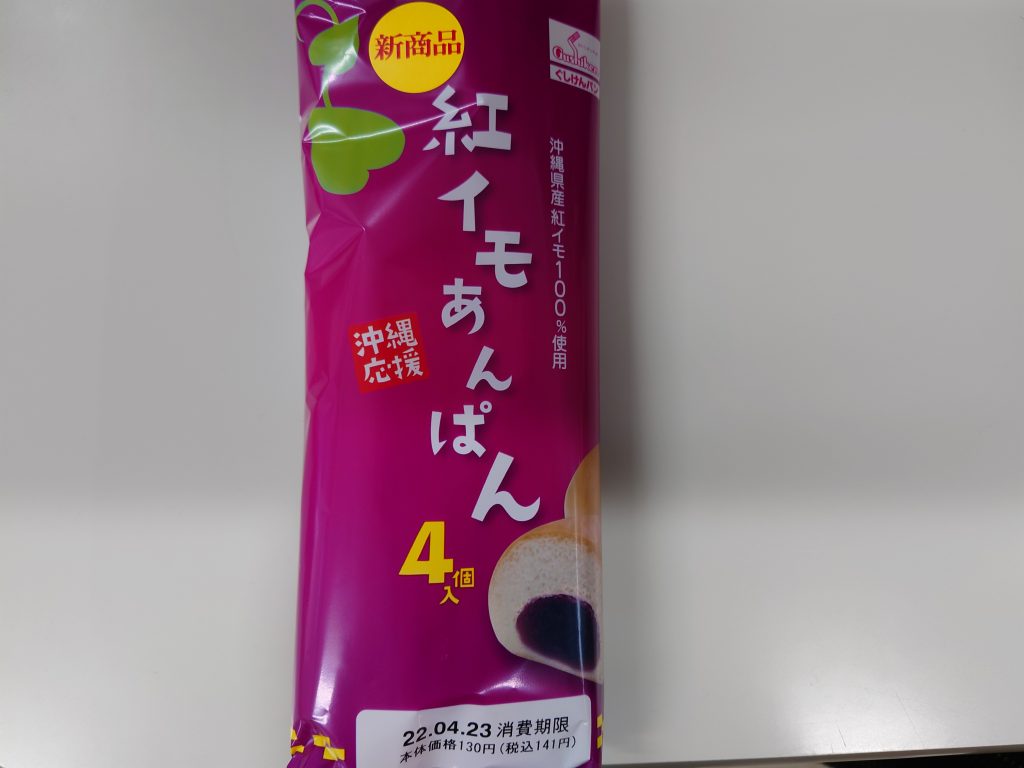 新商品
Gushiken
ぐしけんパン
紅イモあんぱん
沖縄県産 紅イモ100%使用
沖縄
応援
4個入
22.04.23 消費期限
本体価格130円(税込141円)